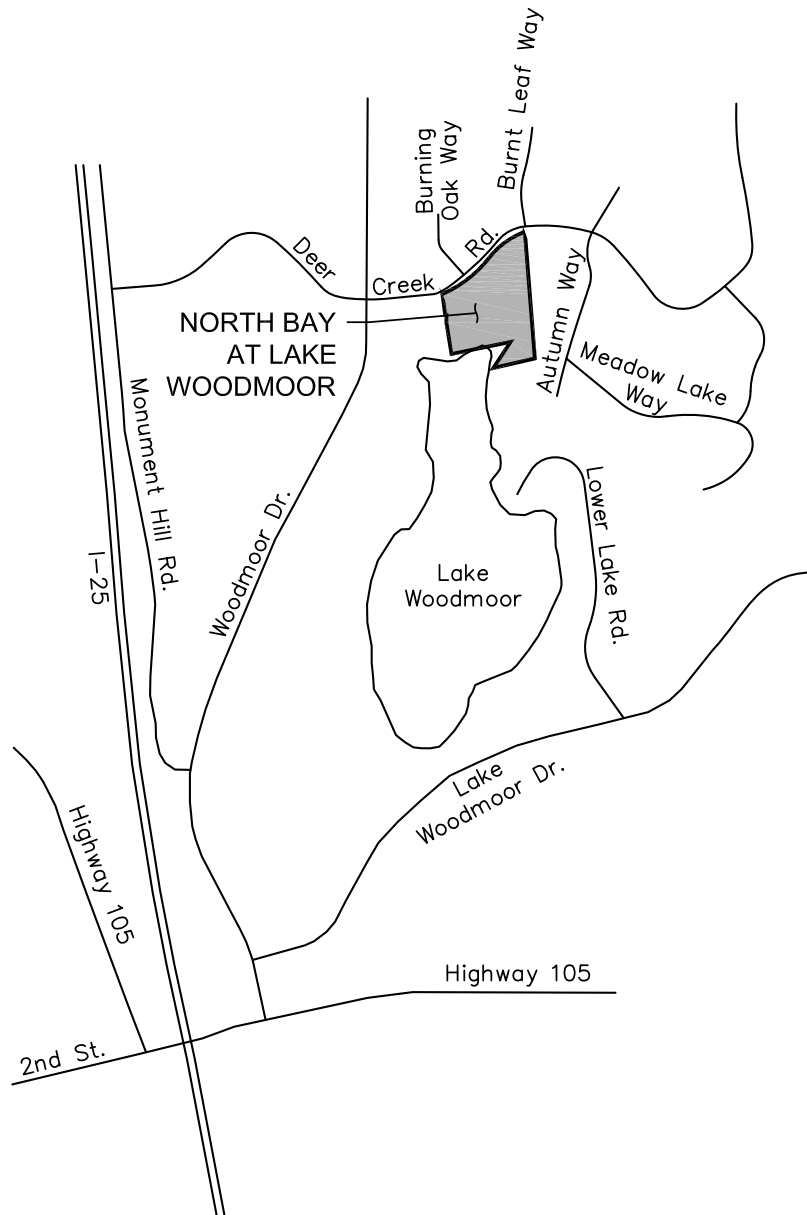 Burnt Leaf Way
Burning
Oak Way
Deer
Creek
Rd.
NORTH BAY
AT LAKE
WOODMOOR
Autumn Way
Meadow Lake
Way
Monument Hill Rd.
Woodmoor Dr.
I-25
Lower Lake Rd.
Lake
Woodmoor
Lake
Woodmoor Dr.
Highway 105
Highway 105
2nd St.